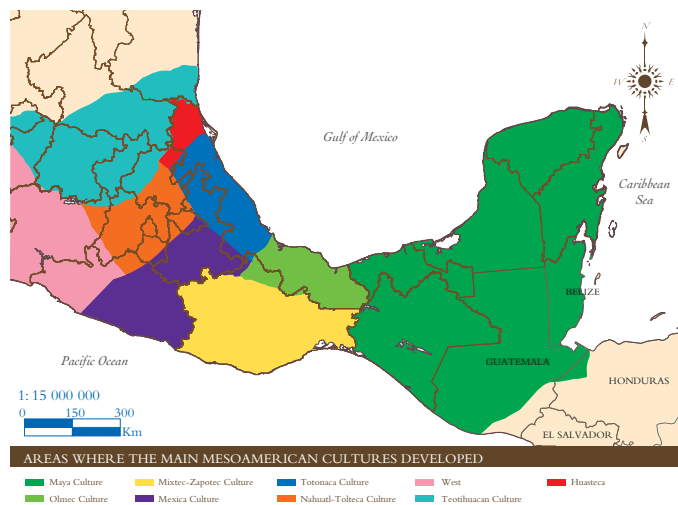 N
W
E
S
Gulf of Mexico
Caribbean
Sea
BELIZE
Pacific Ocean
GUATEMALA
HONDURAS
1: 15 000 000
0 150 300
Km
EL SALVADOR
AREAS WHERE THE MAIN MESOAMERICAN CULTURES DEVELOPED
Maya Culture Mixtec-Zapotec Culture Totonaca Culture West Huasteca
Olmec Culture Mexica Culture Nahuatl-Tolteca Culture Teotihuacan Culture